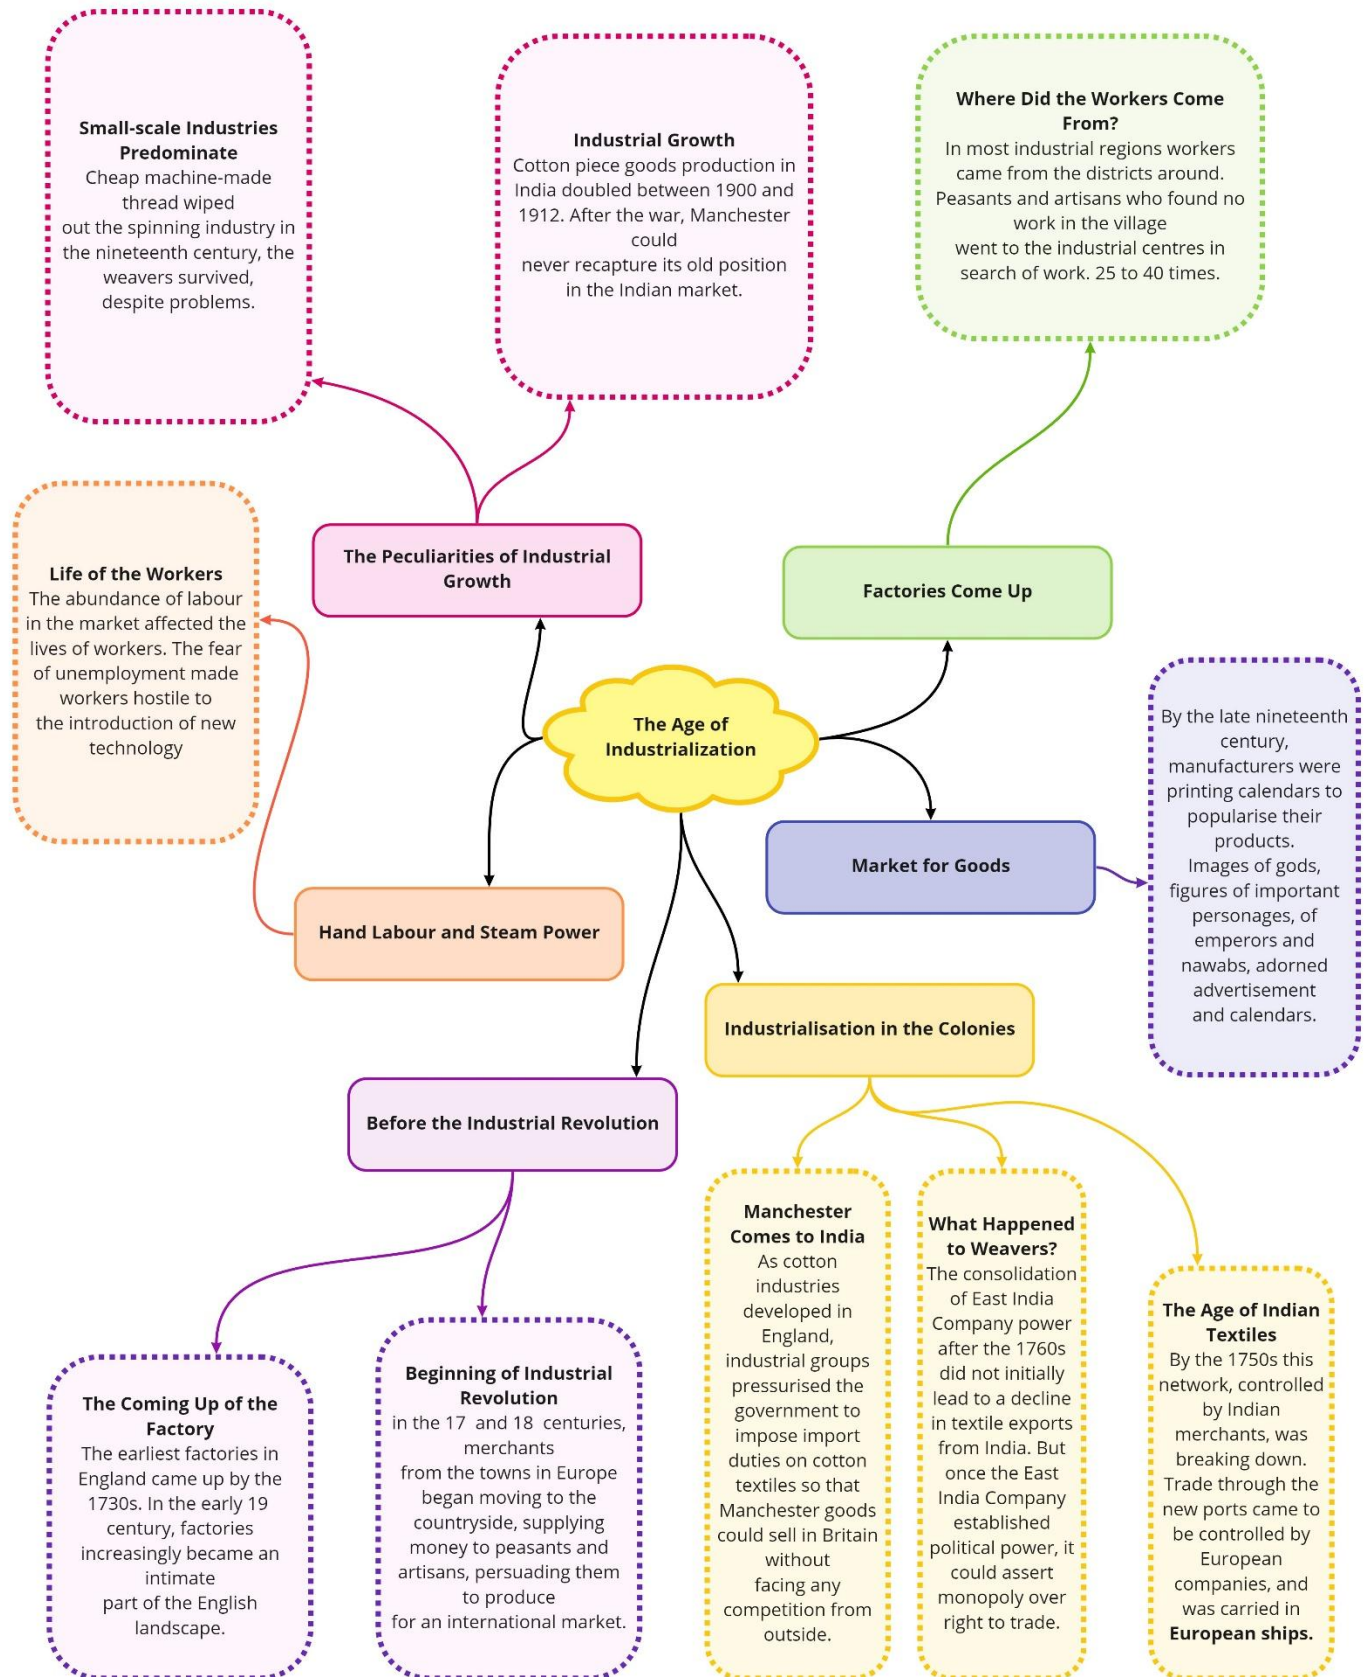 Small-scale Industries
Predominate
Cheap machine-made
thread wiped
out the spinning industry in
the nineteenth century, the
weavers survived,
despite problems.
Industrial Growth
Cotton piece goods production in
India doubled between 1900 and
1912. After the war, Manchester
could
never recapture its old position
in the Indian market.
Where Did the Workers Come
From?
In most industrial regions workers
came from the districts around.
Peasants and artisans who found no
work in the village
went to the industrial centres in
search of work. 25 to 40 times.
The Peculiarities of Industrial
Growth
Factories Come Up
Life of the Workers
The abundance of labour
in the market affected the
lives of workers. The fear
of unemployment made
workers hostile to
the introduction of new
technology
The Age of
Industrialization
By the late nineteenth
century,
manufacturers were
printing calendars to
popularise their
products.
Images of gods,
figures of important
personages, of
emperors and
nawabs, adorned
advertisement
and calendars.
Market for Goods
Hand Labour and Steam Power
Industrialisation in the Colonies
Before the Industrial Revolution
The Coming Up of the
Factory
The earliest factories in
England came up by the
1730s. In the early 19
century, factories
increasingly became an
intimate
part of the English
landscape.
Beginning of Industrial
Revolution
in the 17 and 18 centuries,
merchants
from the towns in Europe
began moving to the
countryside, supplying
money to peasants and
artisans, persuading them
to produce
for an international market.
Manchester
Comes to India
As cotton
industries
developed in
England,
industrial groups
pressurised the
government to
impose import
duties on cotton
textiles so that
Manchester goods
could sell in Britain
without
facing any
competition from
outside.
What Happened
to Weavers?
The consolidation
of East India
Company power
after the 1760s
did not initially
lead to a decline
in textile exports
from India. But
once the East
India Company
established
political power, it
could assert
monopoly over
right to trade.
The Age of Indian
Textiles
By the 1750s this
network, controlled
by Indian
merchants, was
breaking down.
Trade through the
new ports came to
be controlled by
European
companies, and
was carried in
European ships.